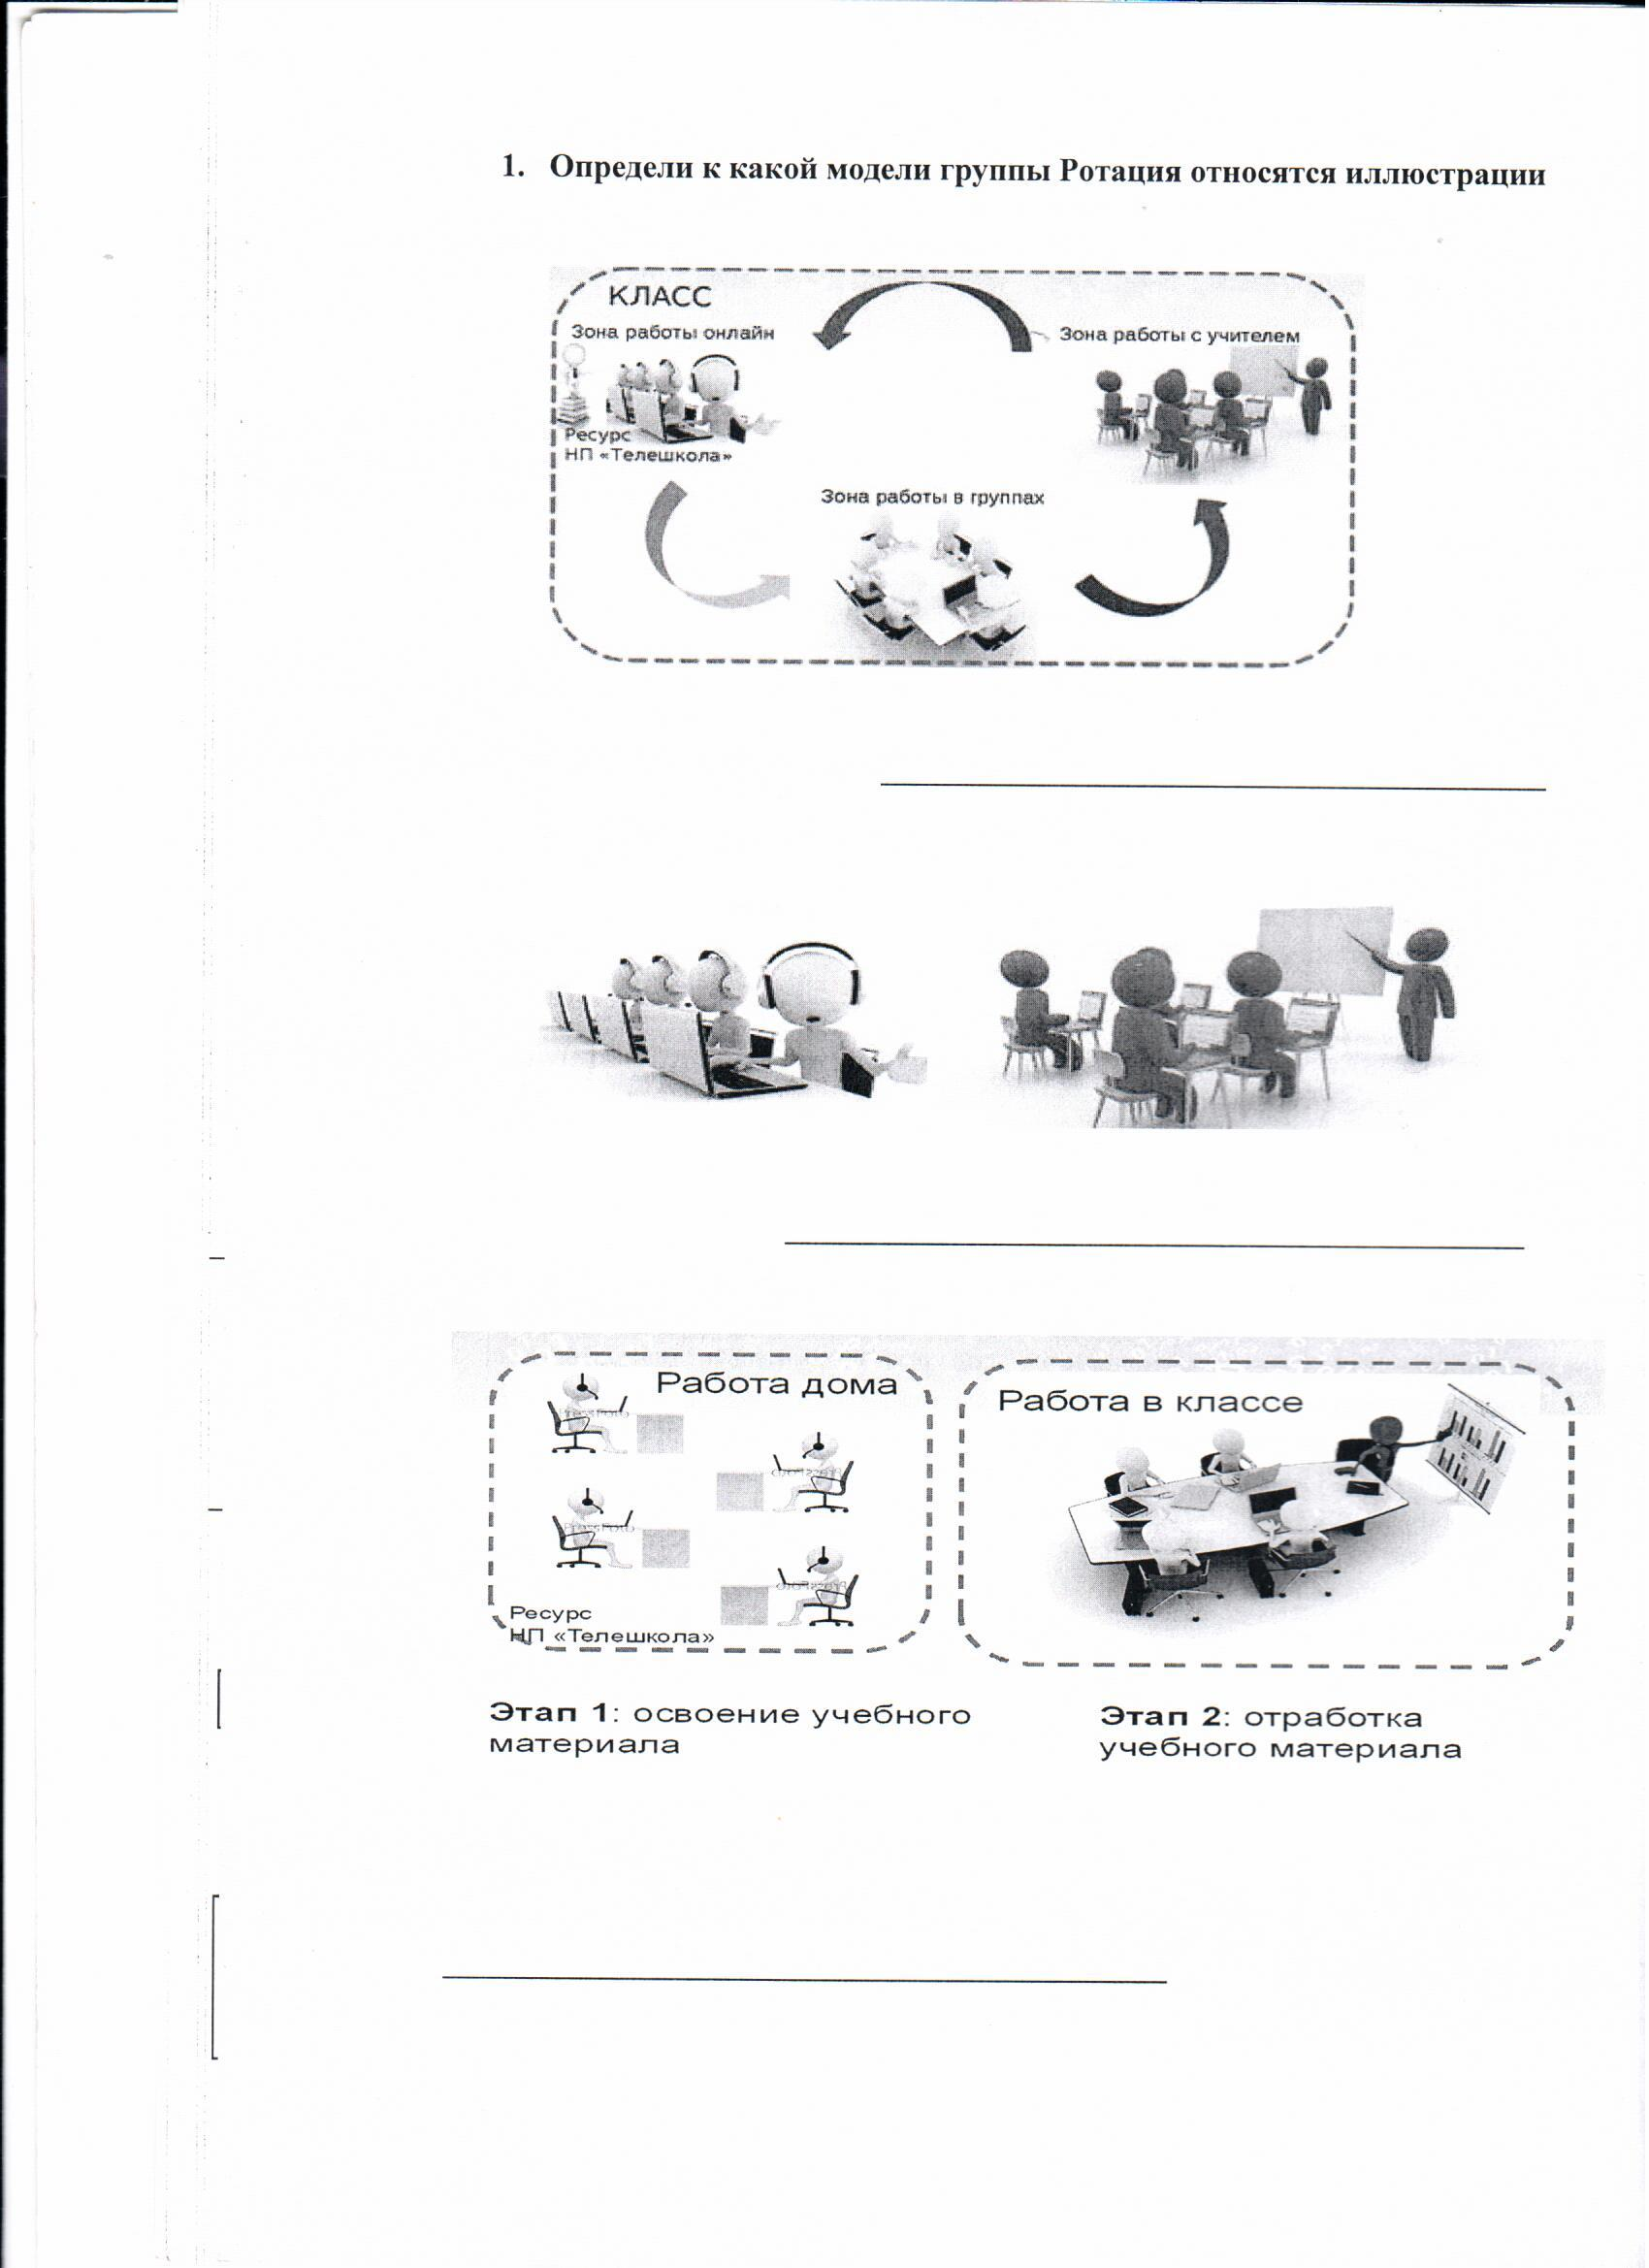 1. Определи к какой модели группы Ротация относятся иллюстрации
КЛАСС
Зона работы онлайн
Зона работы с учителем
Ресурс
НП «Телешкола»
Зона работы в группах
Работа дома
Работа в классе
Ресурс
НП «Телешкола»
Этап 1: освоение учебного
материала
Этап 2: отработка
учебного материала